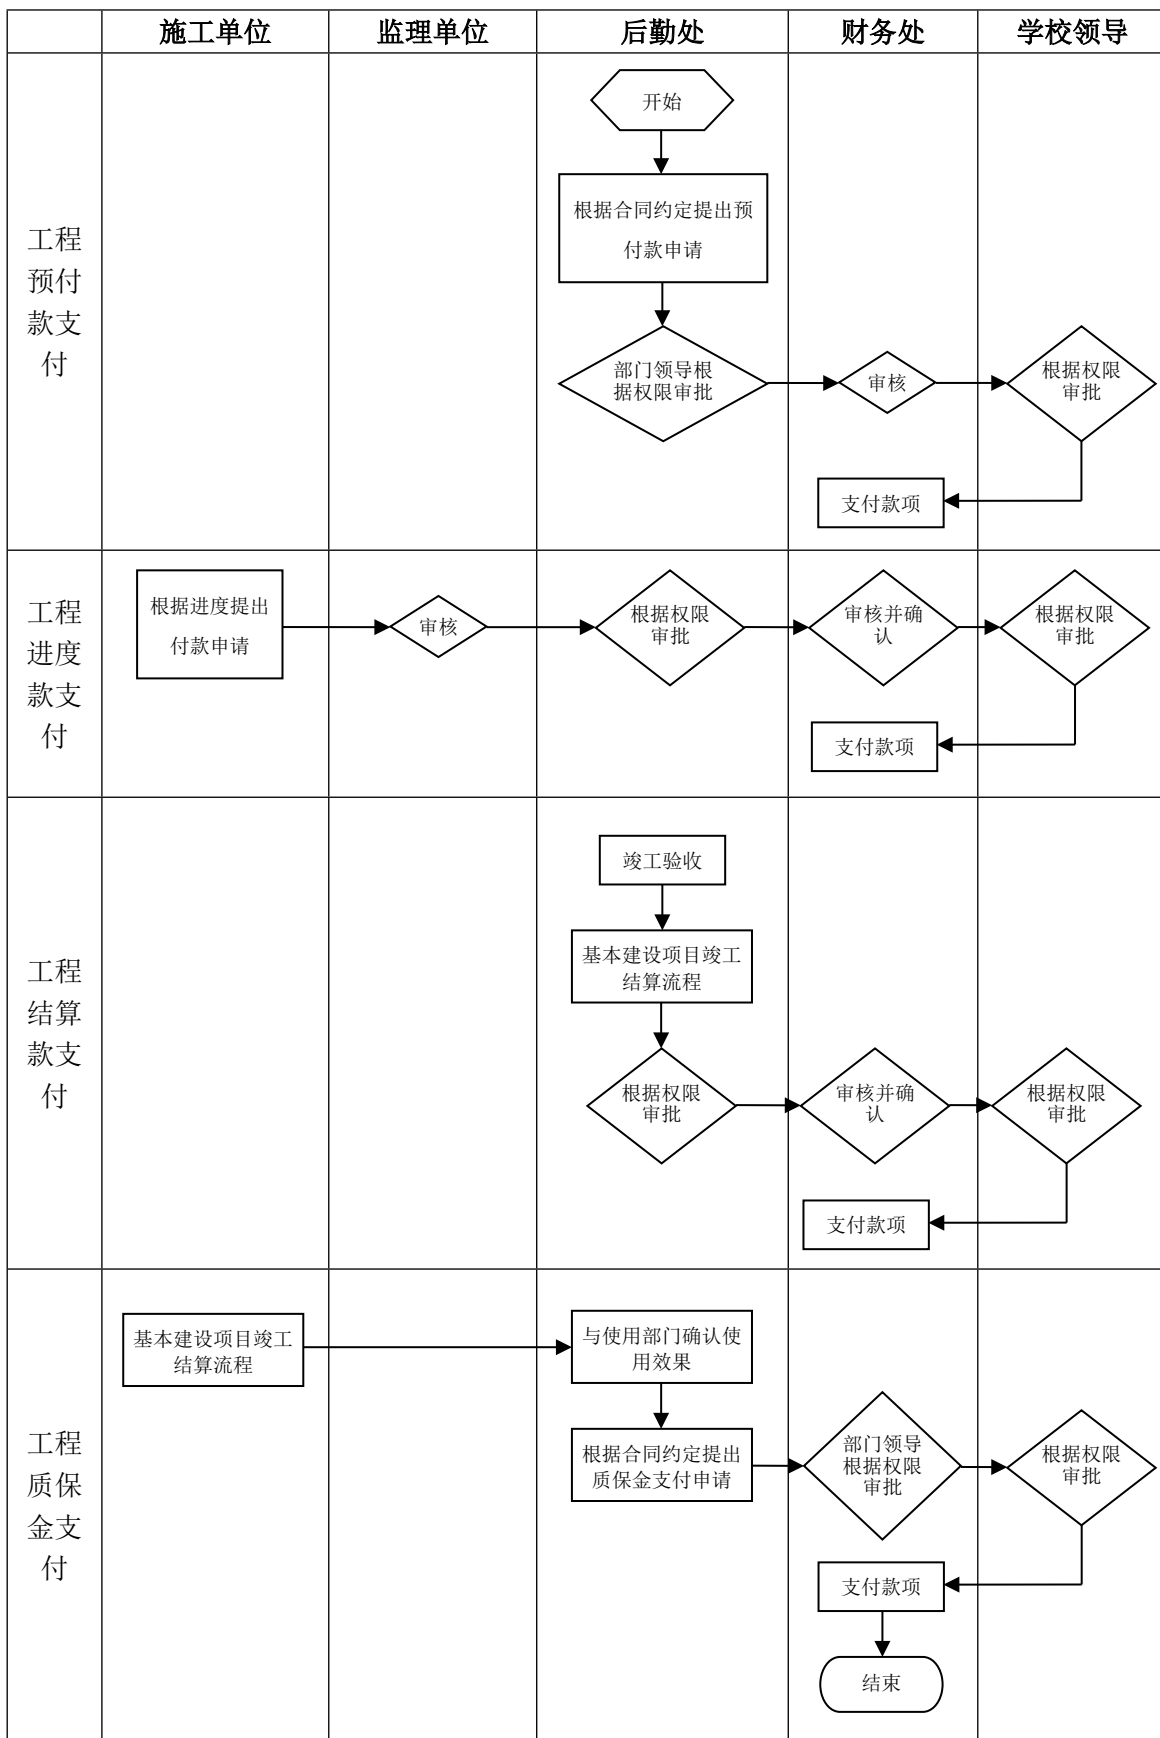 施工单位
监理单位
后勤处
财务处
学校领导
工程
预付
款支
付
开始
根据合同约定提出预
付款申请
部门领导根
据权限审批
审核
根据权限
审批
支付款项
工程
进度
款支
付
根据进度提出
付款申请
审核
根据权限
审批
审核并确
认
根据权限
审批
支付款项
工程
结算
款支
付
竣工验收
基本建设项目竣工
结算流程
根据权限
审批
审核并确
认
根据权限
审批
支付款项
工程
质保
金支
付
基本建设项目竣工
结算流程
与使用部门确认使
用效果
根据合同约定提出
质保金支付申请
部门领导
根据权限
审批
根据权限
审批
支付款项
结束